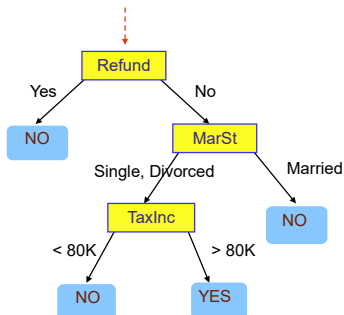 Refund
Yes
No
NO
MarSt
Single, Divorced
Married
TaxInc
NO
< 80K
> 80K
NO
YES